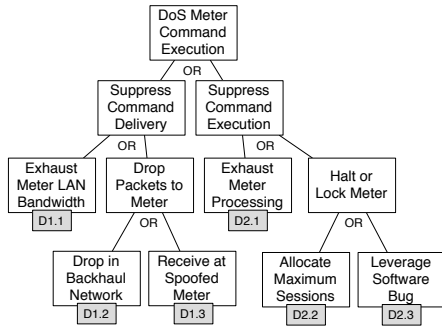 DoS Meter
Command
Execution
OR
Suppress
Command
Delivery
Suppress
Command
Execution
OR
OR
Exhaust
Meter LAN
Bandwidth
D1.1
Drop
Packets to
Meter
Exhaust
Meter
Processing
D2.1
Halt or
Lock Meter
OR
OR
Drop in
Backhaul
Network
D1.2
Receive at
Spoofed
Meter
D1.3
Allocate
Maximum
Sessions
D2.2
Leverage
Software
Bug
D2.3